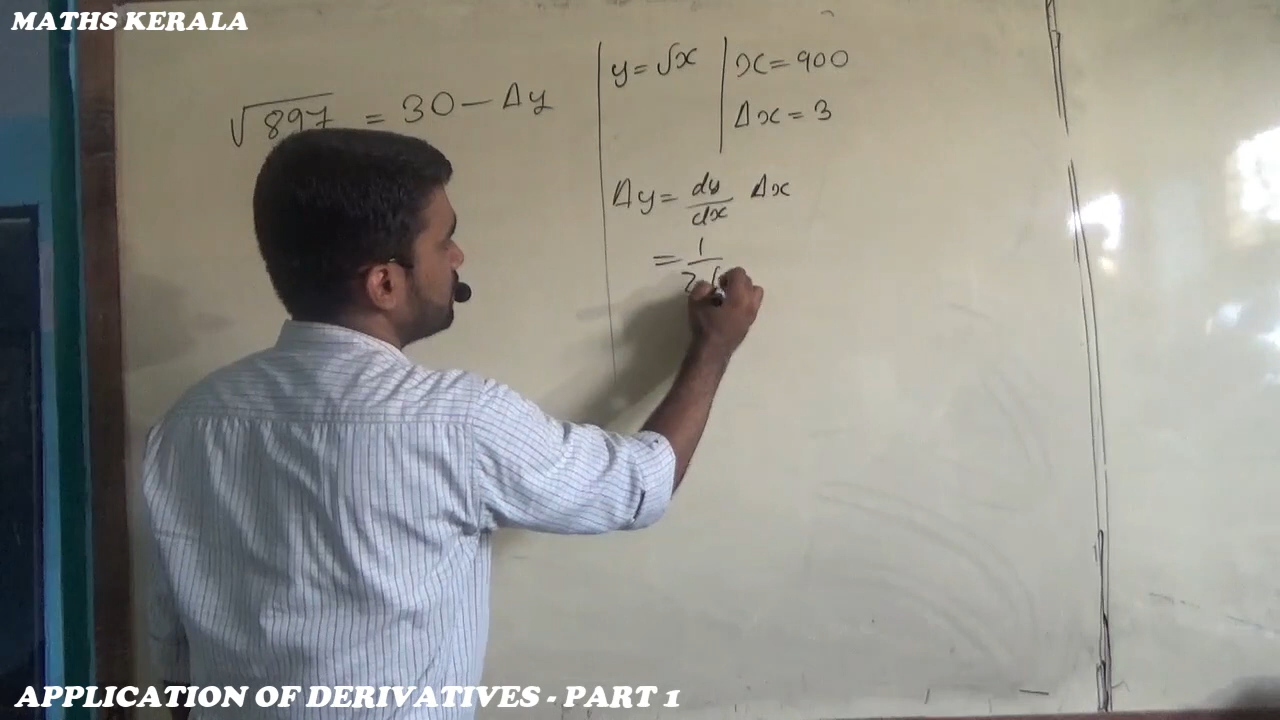 MATHS KERALA
√897 = 30 − Δy
y = √x
x = 900
Δx = 3
Δy = dy/dx Δx
= 1/2√
APPLICATION OF DERIVATIVES - PART 1